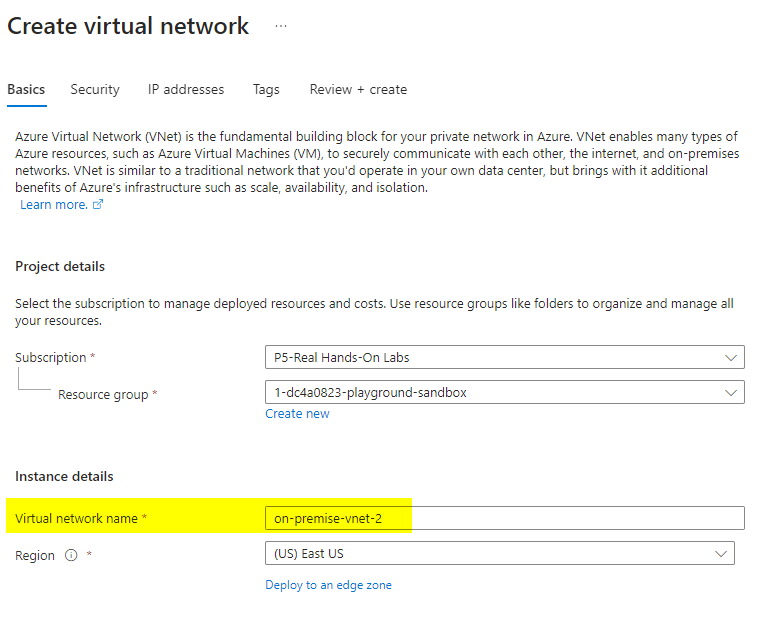 Create virtual network ...
Basics Security IP addresses Tags Review + create
Azure Virtual Network (VNet) is the fundamental building block for your private network in Azure. VNet enables many types of
Azure resources, such as Azure Virtual Machines (VM), to securely communicate with each other, the internet, and on-premises
networks. VNet is similar to a traditional network that you'd operate in your own data center, but brings with it additional
benefits of Azure's infrastructure such as scale, availability, and isolation.
Learn more.
Project details
Select the subscription to manage deployed resources and costs. Use resource groups like folders to organize and manage all
your resources.
Subscription * P5-Real Hands-On Labs
Resource group * 1-dc4a0823-playground-sandbox
Create new
Instance details
Virtual network name * on-premise-vnet-2
Region * (US) East US
Deploy to an edge zone